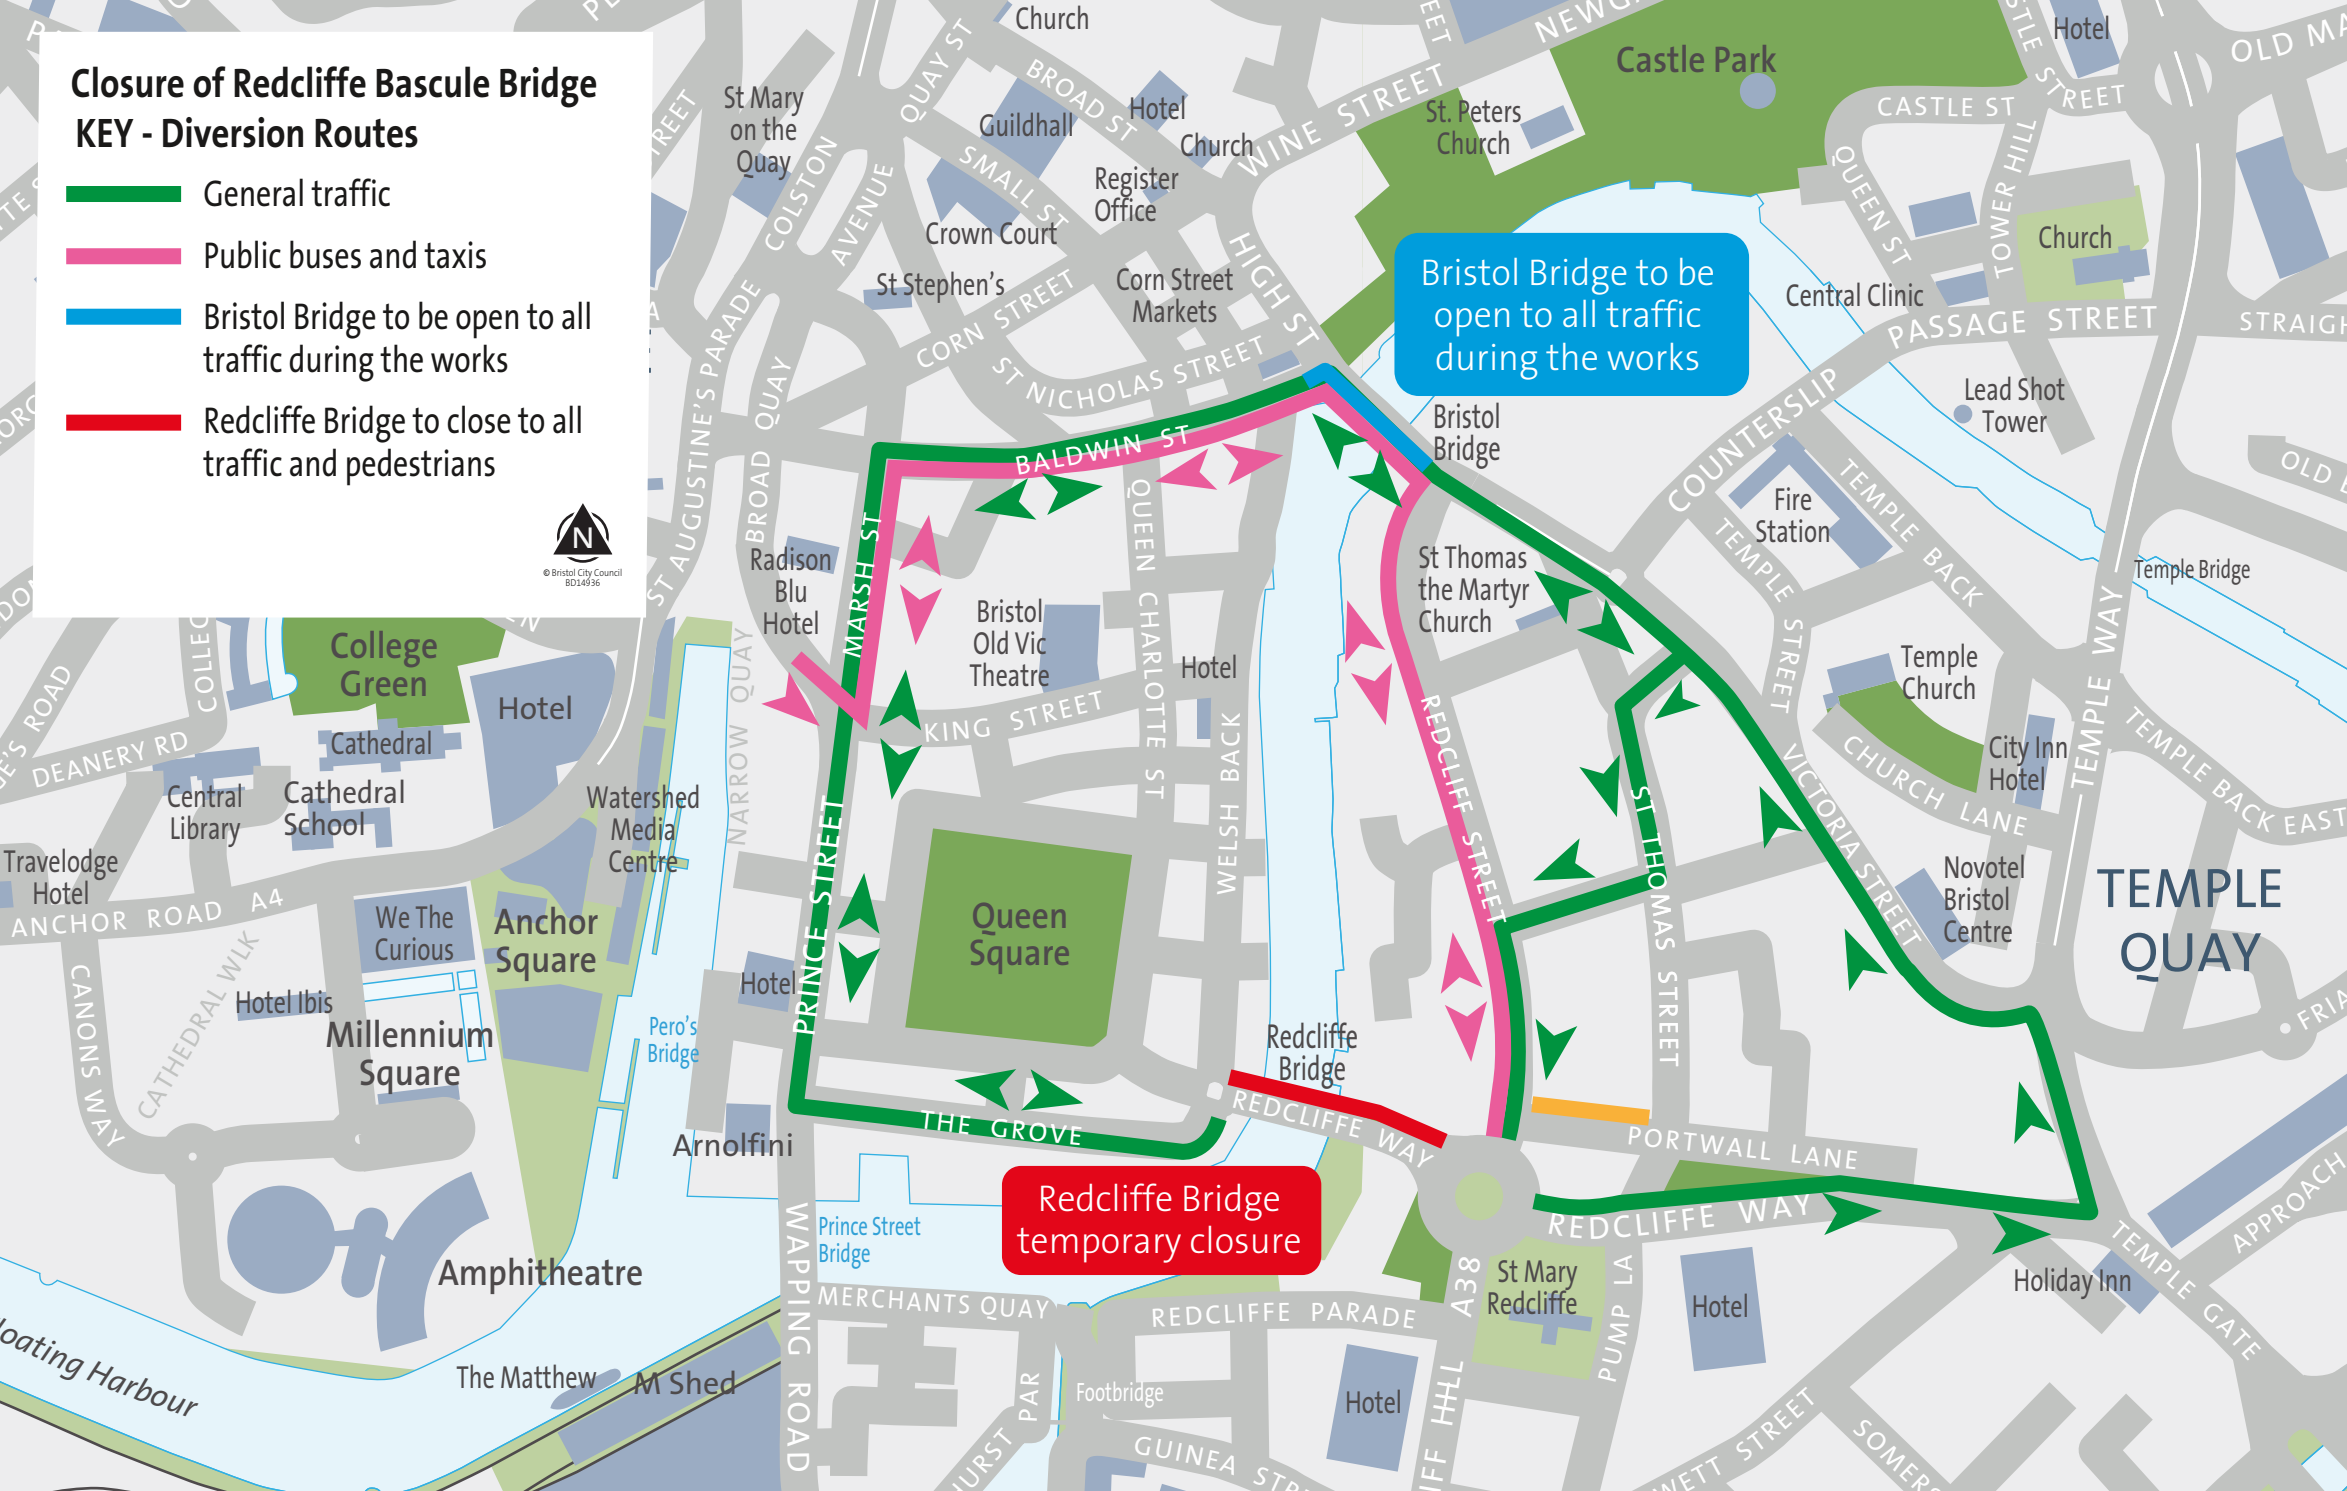 Closure of Redcliffe Bascule Bridge
KEY - Diversion Routes
General traffic
Public buses and taxis
Bristol Bridge to be open to all
traffic during the works
Redcliffe Bridge to close to all
traffic and pedestrians
N
© Bristol City Council
BD14936
Church
QUAY ST
BROAD ST
Guildhall
Hotel
Church
St Mary
on the
Quay
COLSTON
AVENUE
SMALL ST
Register
Office
Crown Court
St Stephen's
CORN STREET
Corn Street
Markets
ST NICHOLAS STREET
HIGH ST
WINE STREET
Castle Park
St. Peters
Church
Hotel
CASTLE ST
STREET
QUEEN ST
TOWER HILL
Church
Central Clinic
PASSAGE STREET
Bristol Bridge to be
open to all traffic
during the works
Bristol
Bridge
COUNTERSLIP
Lead Shot
Tower
Fire
Station
TEMPLE BACK
TEMPLE
STREET
Temple Bridge
TEMPLE WAY
TEMPLE WAY
Temple
Church
CHURCH LANE
City Inn
Hotel
TEMPLE BACK EAST
Novotel
Bristol
Centre
TEMPLE
QUAY
ST AUGUSTINE'S PARADE
BROAD QUAY
BALDWIN ST
MARSH ST
Radison
Blu
Hotel
Bristol
Old Vic
Theatre
QUEEN CHARLOTTE ST
Hotel
KING STREET
NARROW QUAY
WELSH BACK
St Thomas
the Martyr
Church
REDCLIFF STREET
ST THOMAS STREET
VICTORIA STREET
College
Green
Hotel
Cathedral
DEANERY RD
Central
Library
Cathedral
School
Watershed
Media
Centre
Travelodge
Hotel
ANCHOR ROAD A4
We The
Curious
Anchor
Square
CANONS WAY
CATHEDRAL WLK
Hotel Ibis
Millennium
Square
Pero's
Bridge
Hotel
PRINCE STREET
Queen
Square
Redcliffe
Bridge
Arnolfini
THE GROVE
REDCLIFFE WAY
PORTWALL LANE
REDCLIFFE WAY
Redcliffe Bridge
temporary closure
Prince Street
Bridge
WAPPING ROAD
MERCHANTS QUAY
REDCLIFFE PARADE
A38
St Mary
Redcliffe
PUMP LA
Hotel
Holiday Inn
TEMPLE GATE
APPROACH
Amphitheatre
The Matthew
M Shed
Footbridge
Hotel
GUINEA